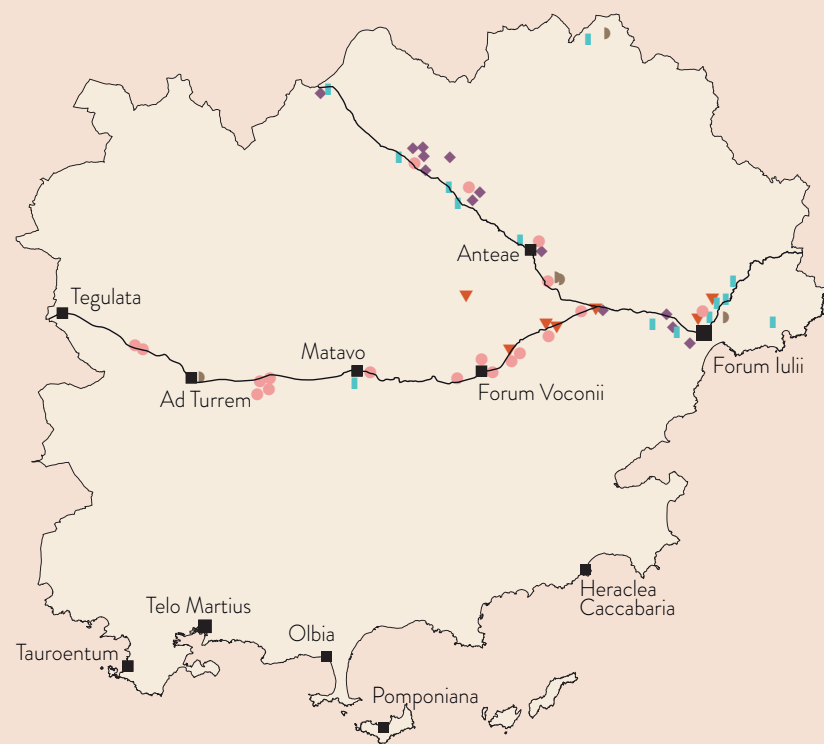 Anteae
Tegulata
Matavo
Forum Iulii
Ad Turrem
Forum Voconii
Heraclea
Caccabaria
Telo Martius
Olbia
Tauroentum
Pomponiana